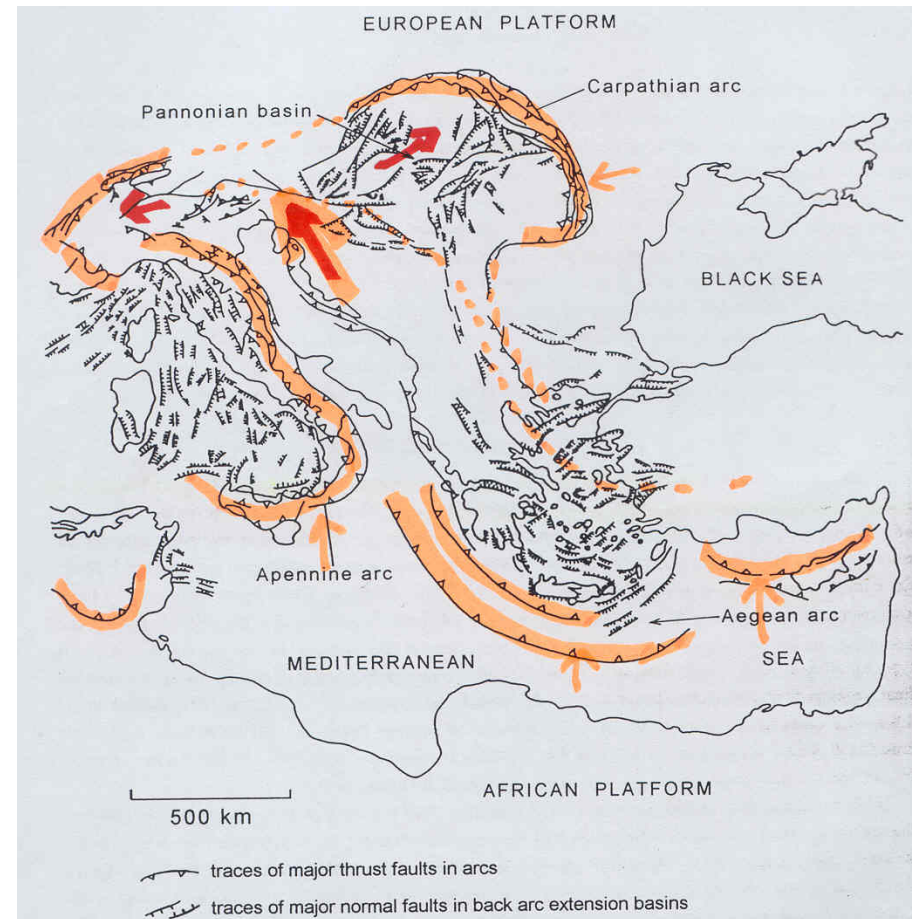 EUROPEAN PLATFORM
Carpathian arc
Pannonian basin
BLACK SEA
Apennine arc
Aegean arc
MEDITERRANEAN
SEA
AFRICAN PLATFORM
500 km
traces of major thrust faults in arcs
traces of major normal faults in back arc extension basins